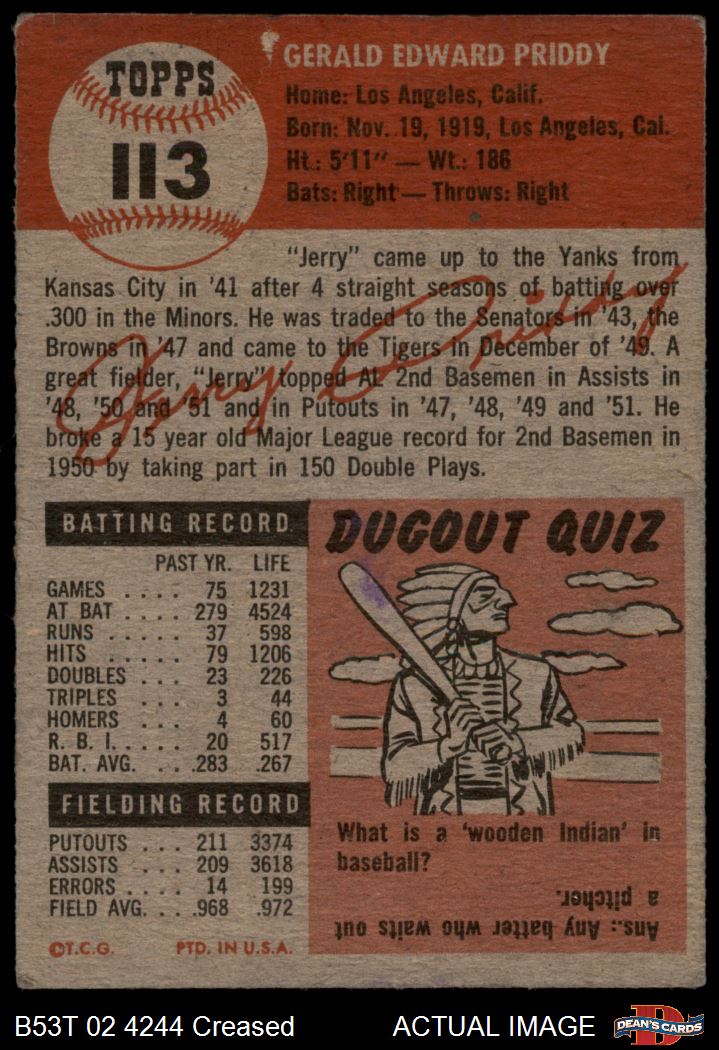 TOPPS
113
GERALD EDWARD PRIDDY
Home: Los Angeles, Calif.
Born: Nov. 19, 1919, Los Angeles, Cal.
Ht.: 5'11" — Wt.: 186
Bats: Right — Throws: Right
"Jerry" came up to the Yanks from
Kansas City in '41 after 4 straight seasons of batting over
.300 in the Minors. He was traded to the Senators in '43, the
Browns in '47 and came to the Tigers in December of '49. A
great fielder, "Jerry" topped AL 2nd Basemen in Assists in
'48, '50 and '51 and in Putouts in '47, '48, '49 and '51. He
broke a 15 year old Major League record for 2nd Basemen in
1950 by taking part in 150 Double Plays.
Jerry Priddy
BATTING RECORD
PAST YR. LIFE
GAMES . . . . 75 1231
AT BAT . . . . 279 4524
RUNS . . . . . 37 598
HITS . . . . . 79 1206
DOUBLES . . . 23 226
TRIPLES . . . 3 44
HOMERS . . . 4 60
R. B. I. . . . . 20 517
BAT. AVG. . . .283 .267
FIELDING RECORD
PUTOUTS . . . 211 3374
ASSISTS . . . 209 3618
ERRORS . . . . 14 199
FIELD AVG. . . .968 .972
©T.C.G. PTD. IN U.S.A.
DUGOUT QUIZ
What is a 'wooden Indian' in
baseball?
Ans.: Any batter who waits out
a pitcher.
B53T 02 4244 Creased ACTUAL IMAGE
D
DEAN'S CARDS